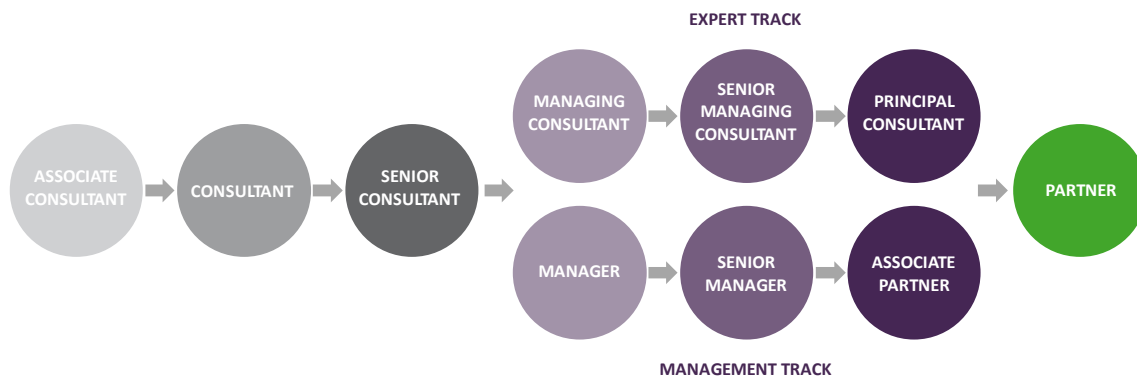 EXPERT TRACK
MANAGING
CONSULTANT
SENIOR
MANAGING
CONSULTANT
PRINCIPAL
CONSULTANT
ASSOCIATE
CONSULTANT
CONSULTANT
SENIOR
CONSULTANT
PARTNER
MANAGER
SENIOR
MANAGER
ASSOCIATE
PARTNER
MANAGEMENT TRACK